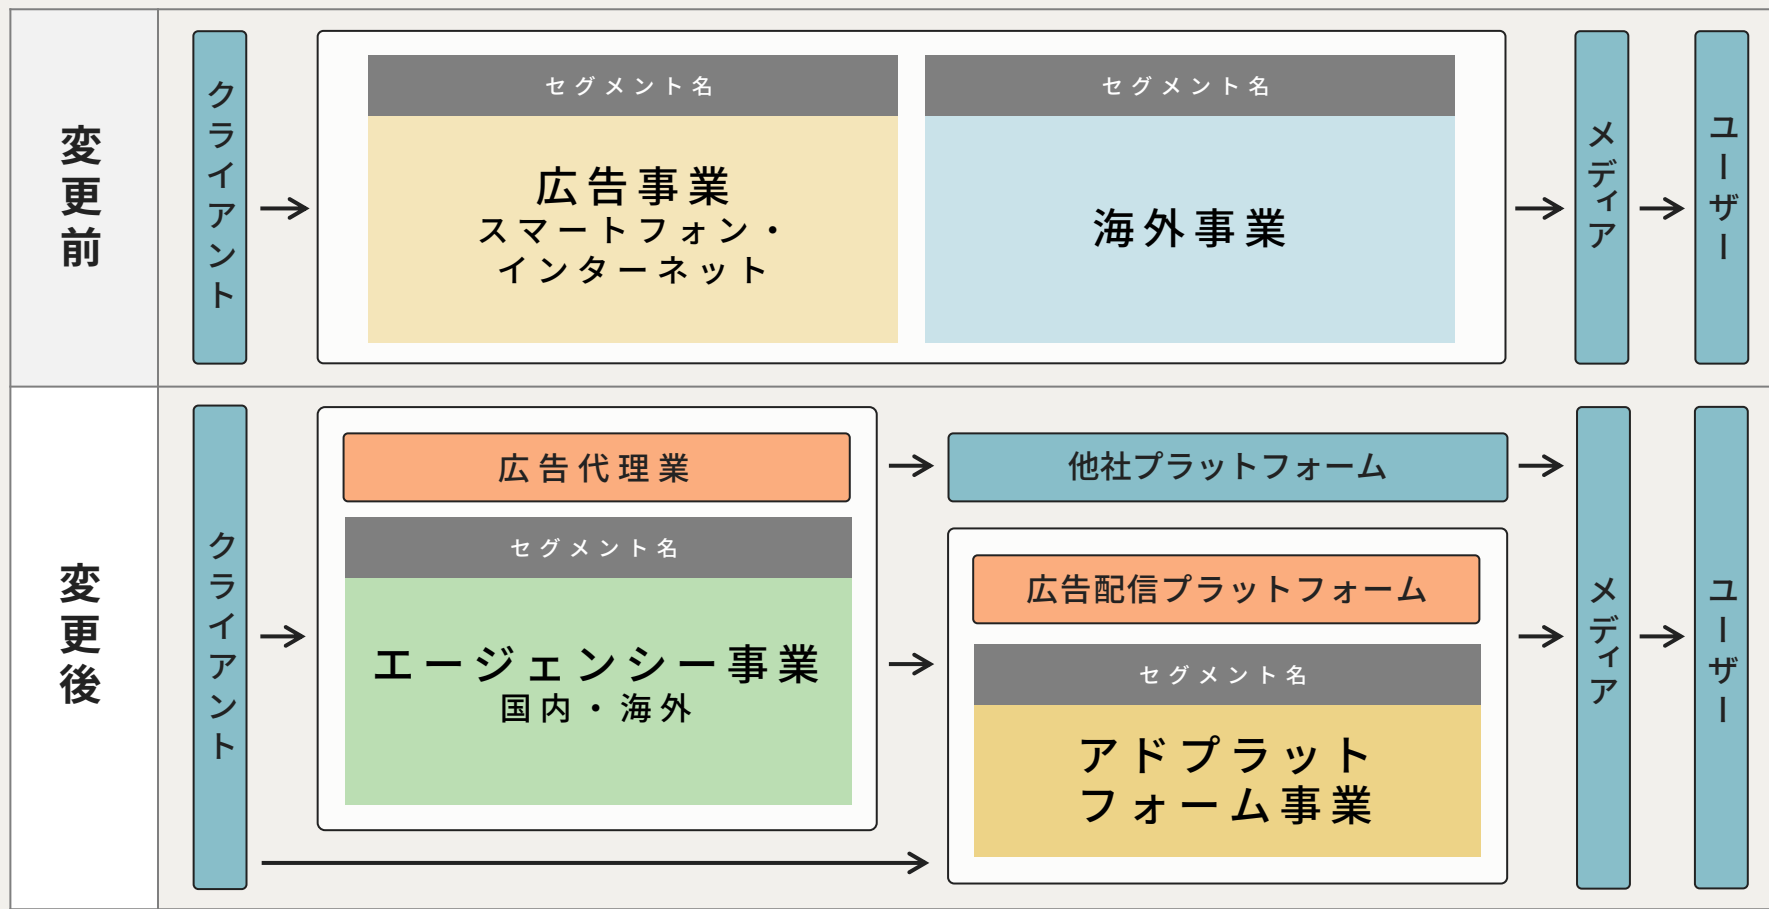 変更前
クライアント
セグメント名
広告事業
スマートフォン・
インターネット
セグメント名
海外事業
メディア
ユーザー
変更後
クライアント
広告代理業
セグメント名
エージェンシー事業
国内・海外
他社プラットフォーム
広告配信プラットフォーム
セグメント名
アドプラット
フォーム事業
メディア
ユーザー